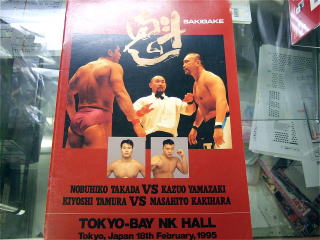 SAKIGAKE
NOBUHIKO TAKADA VS KAZUO YAMAZAKI
KIYOSHI TAMURA VS MASAHITO KAKIHARA
TOKYO-BAY NK HALL
Tokyo, Japan 18th February, 1995